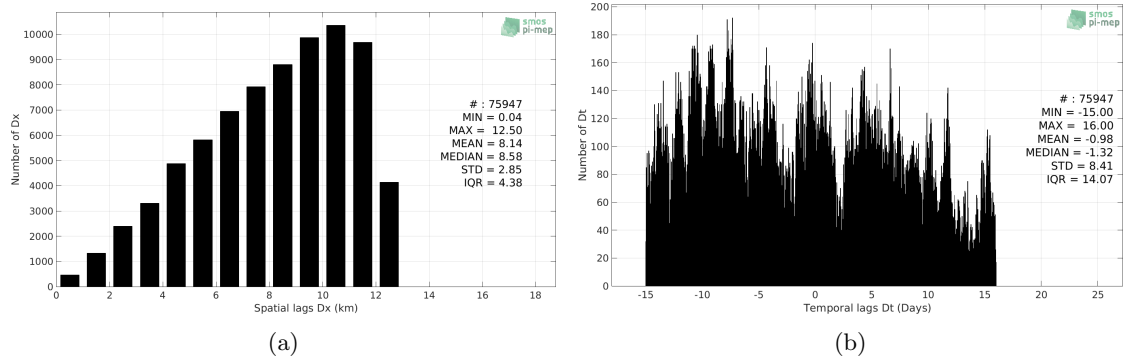 smos
pi-mep
10000
9000
8000
7000
6000
5000
4000
3000
2000
1000
0
Number of Dx
# : 75947
MIN = 0.04
MAX = 12.50
MEAN = 8.14
MEDIAN = 8.58
STD = 2.85
IQR = 4.38
0 2 4 6 8 10 12 14 16 18
Spatial lags Dx (km)
(a)
smos
pi-mep
200
180
160
140
120
100
80
60
40
20
0
Number of Dt
# : 75947
MIN = -15.00
MAX = 16.00
MEAN = -0.98
MEDIAN = -1.32
STD = 8.41
IQR = 14.07
-15 -10 -5 0 5 10 15 20 25
Temporal lags Dt (Days)
(b)